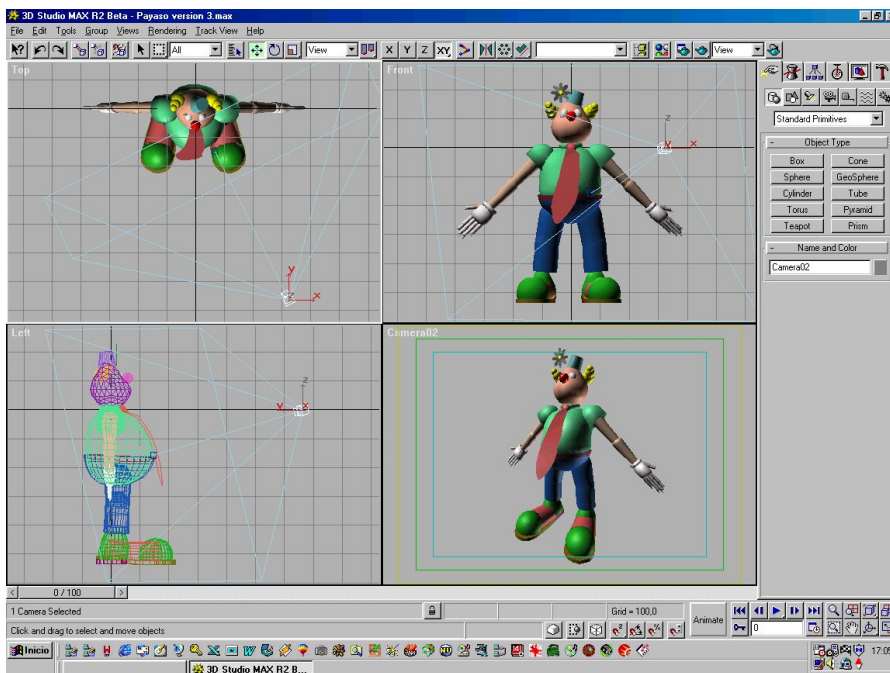 3D Studio MAX R2 Beta - Payaso version 3.max
File Edit Tools Group Views Rendering Track View Help
All View X Y Z XY View
Top
Front
Standard Primitives
- Object Type
Box Cone
Sphere GeoSphere
Cylinder Tube
Torus Pyramid
Teapot Prism
- Name and Color
Camera02
z
y x
y
z x
Left
Camera02
z
y x
< 0 / 100 >
1 Camera Selected Grid = 100,0 Animate
Click and drag to select and move objects 0
Inicio 17:05
3D Studio MAX R2 B...